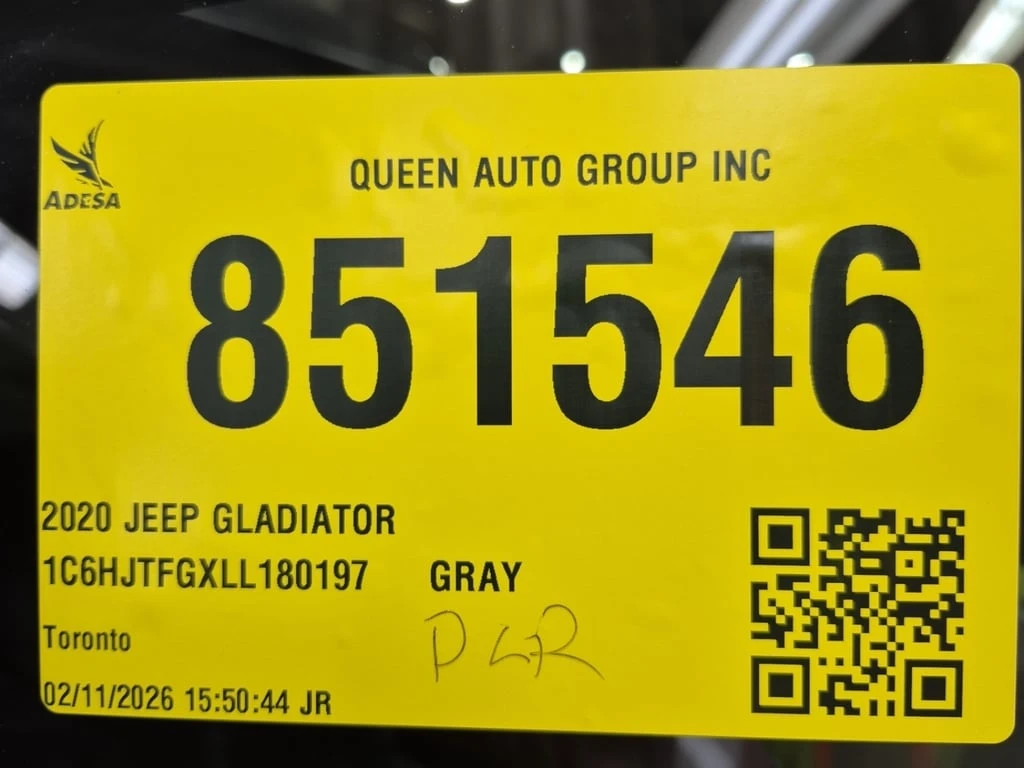 ADESA
QUEEN AUTO GROUP INC
851546
2020 JEEP GLADIATOR
1C6HJTFGXLL180197 GRAY
Toronto
02/11/2026 15:50:44 JR